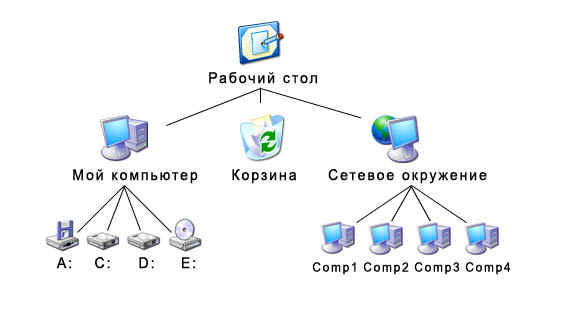 Рабочий стол
Мой компьютер Корзина Сетевое окружение
A: C: D: E:
Comp1 Comp2 Comp3 Comp4